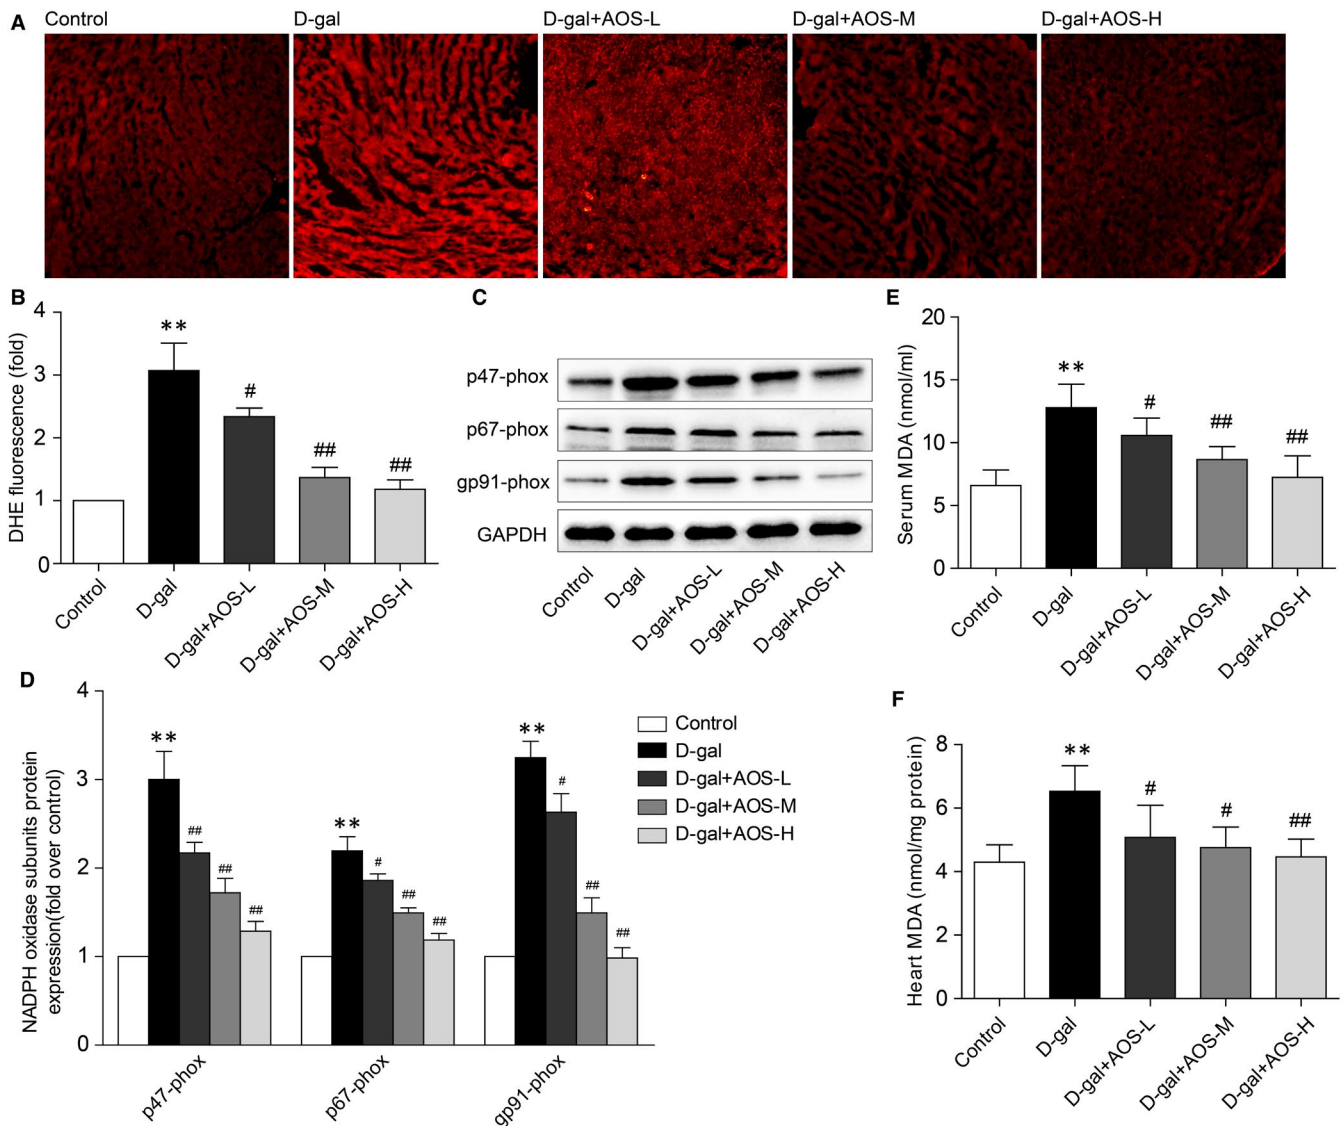 A
Control
D-gal
D-gal+AOS-L
D-gal+AOS-M
D-gal+AOS-H
B
DHE fluorescence (fold)
4
3
2
1
0
**
#
##
##
Control
D-gal
D-gal+AOS-L
D-gal+AOS-M
D-gal+AOS-H
C
p47-phox
p67-phox
gp91-phox
GAPDH
Control
D-gal
D-gal+AOS-L
D-gal+AOS-M
D-gal+AOS-H
E
Serum MDA (nmol/ml)
20
15
10
5
0
**
#
##
##
Control
D-gal
D-gal+AOS-L
D-gal+AOS-M
D-gal+AOS-H
D
NADPH oxidase subunits protein
expression(fold over control)
4
3
2
1
0
**
##
##
##
**
#
##
##
**
#
##
##
p47-phox
p67-phox
gp91-phox
Control
D-gal
D-gal+AOS-L
D-gal+AOS-M
D-gal+AOS-H
F
Heart MDA (nmol/mg protein)
8
6
4
2
0
**
#
#
##
Control
D-gal
D-gal+AOS-L
D-gal+AOS-M
D-gal+AOS-H